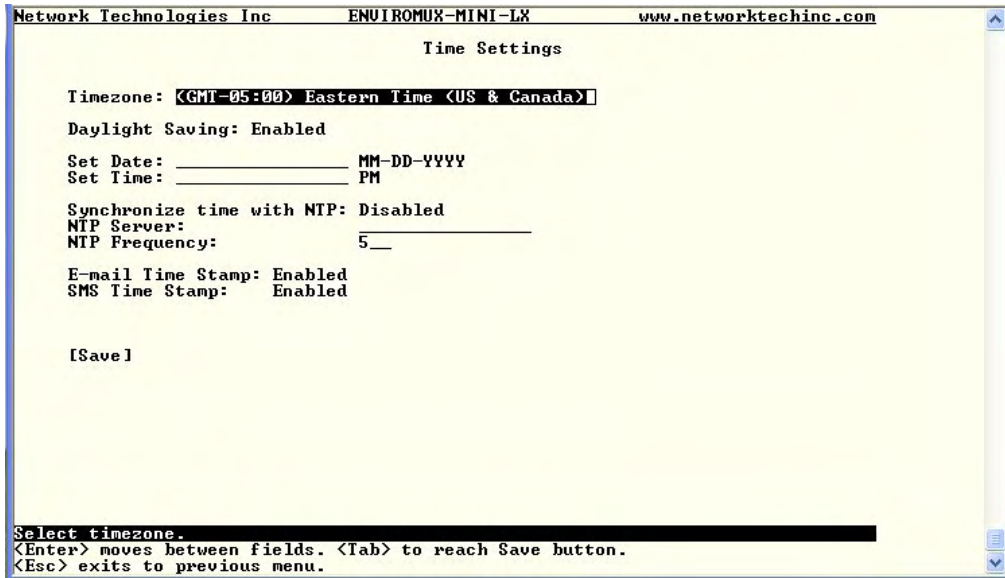 Network Technologies Inc ENVIROMUX-MINI-LX www.networktechinc.com
Time Settings
Timezone: (GMT-05:00) Eastern Time (US & Canada)
Daylight Saving: Enabled
Set Date: MM-DD-YYYY
Set Time: PM
Synchronize time with NTP: Disabled
NTP Server:
NTP Frequency: 5
E-mail Time Stamp: Enabled
SMS Time Stamp: Enabled
[Save]
Select timezone.
<Enter> moves between fields. <Tab> to reach Save button.
<Esc> exits to previous menu.